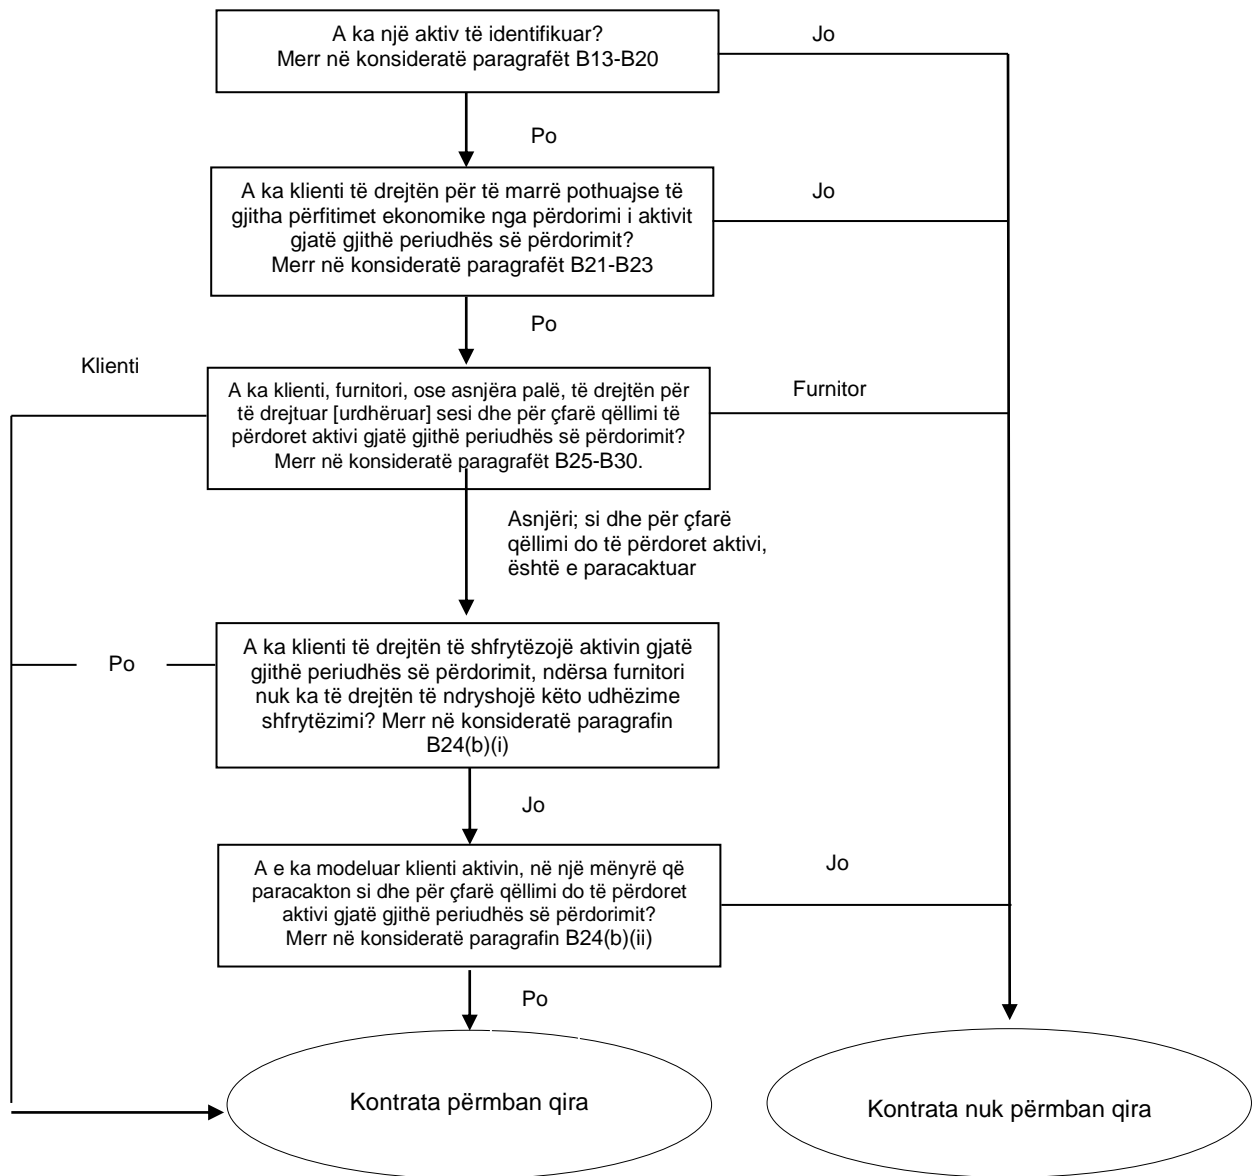 A ka një aktiv të identifikuar?
Merr në konsideratë paragrafët B13-B20
Jo
Po
A ka klienti të drejtën për të marrë pothuajse të
gjitha përfitimet ekonomike nga përdorimi i aktivit
gjatë gjithë periudhës së përdorimit?
Merr në konsideratë paragrafët B21-B23
Jo
Po
Klienti
A ka klienti, furnitori, ose asnjëra palë, të drejtën për
të drejtuar [urdhëruar] sesi dhe për çfarë qëllimi të
përdoret aktivi gjatë gjithë periudhës së përdorimit?
Merr në konsideratë paragrafët B25-B30.
Furnitor
Asnjëri; si dhe për çfarë
qëllimi do të përdoret aktivi,
është e paracaktuar
A ka klienti të drejtën të shfrytëzojë aktivin gjatë
gjithë periudhës së përdorimit, ndërsa furnitori
nuk ka të drejtën të ndryshojë këto udhëzime
shfrytëzimi? Merr në konsideratë paragrafin
B24(b)(i)
Po
Jo
A e ka modeluar klienti aktivin, në një mënyrë që
paracakton si dhe për çfarë qëllimi do të përdoret
aktivi gjatë gjithë periudhës së përdorimit?
Merr në konsideratë paragrafin B24(b)(ii)
Jo
Po
Kontrata përmban qira
Kontrata nuk përmban qira